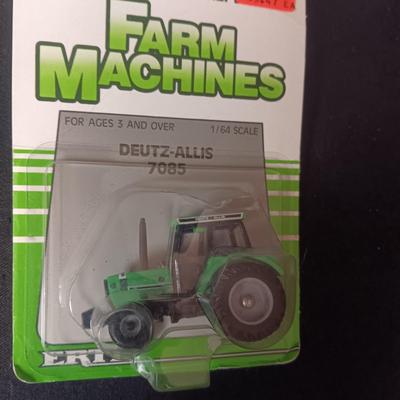 FARM
MACHINES
FOR AGES 3 AND OVER 1/64 SCALE
DEUTZ-ALLIS
7085